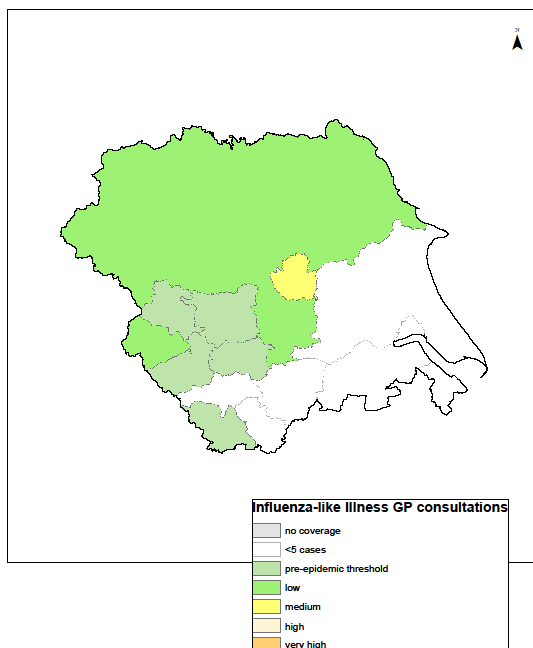 Influenza-like Illness GP consultations
no coverage
<5 cases
pre-epidemic threshold
low
medium
high
very high